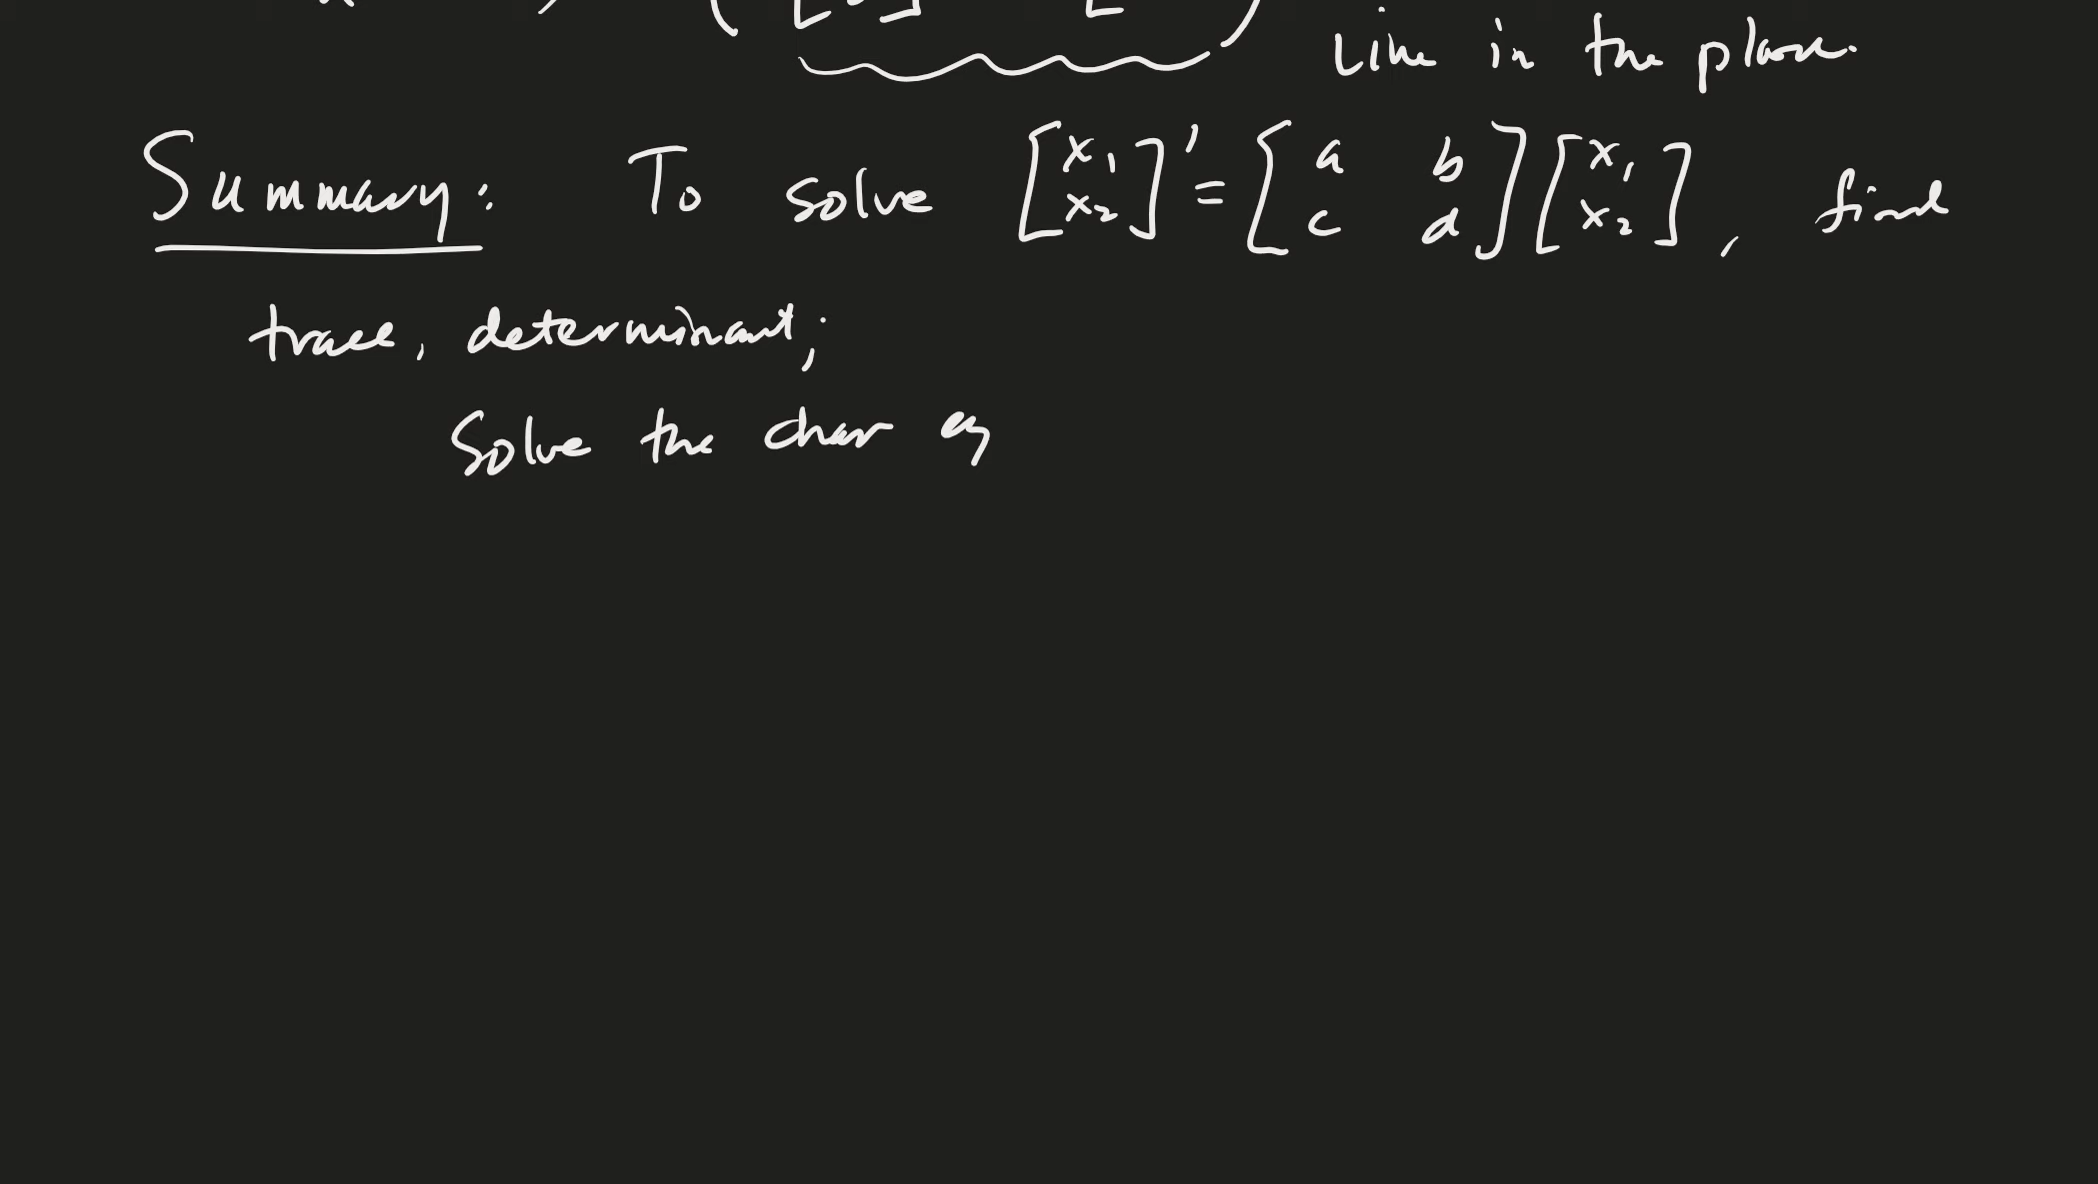 Line in the plane.
Summary: To solve [x₁ x₂]' = [a b c d] [x₁ x₂], find
trace, determinant;
Solve the char eq